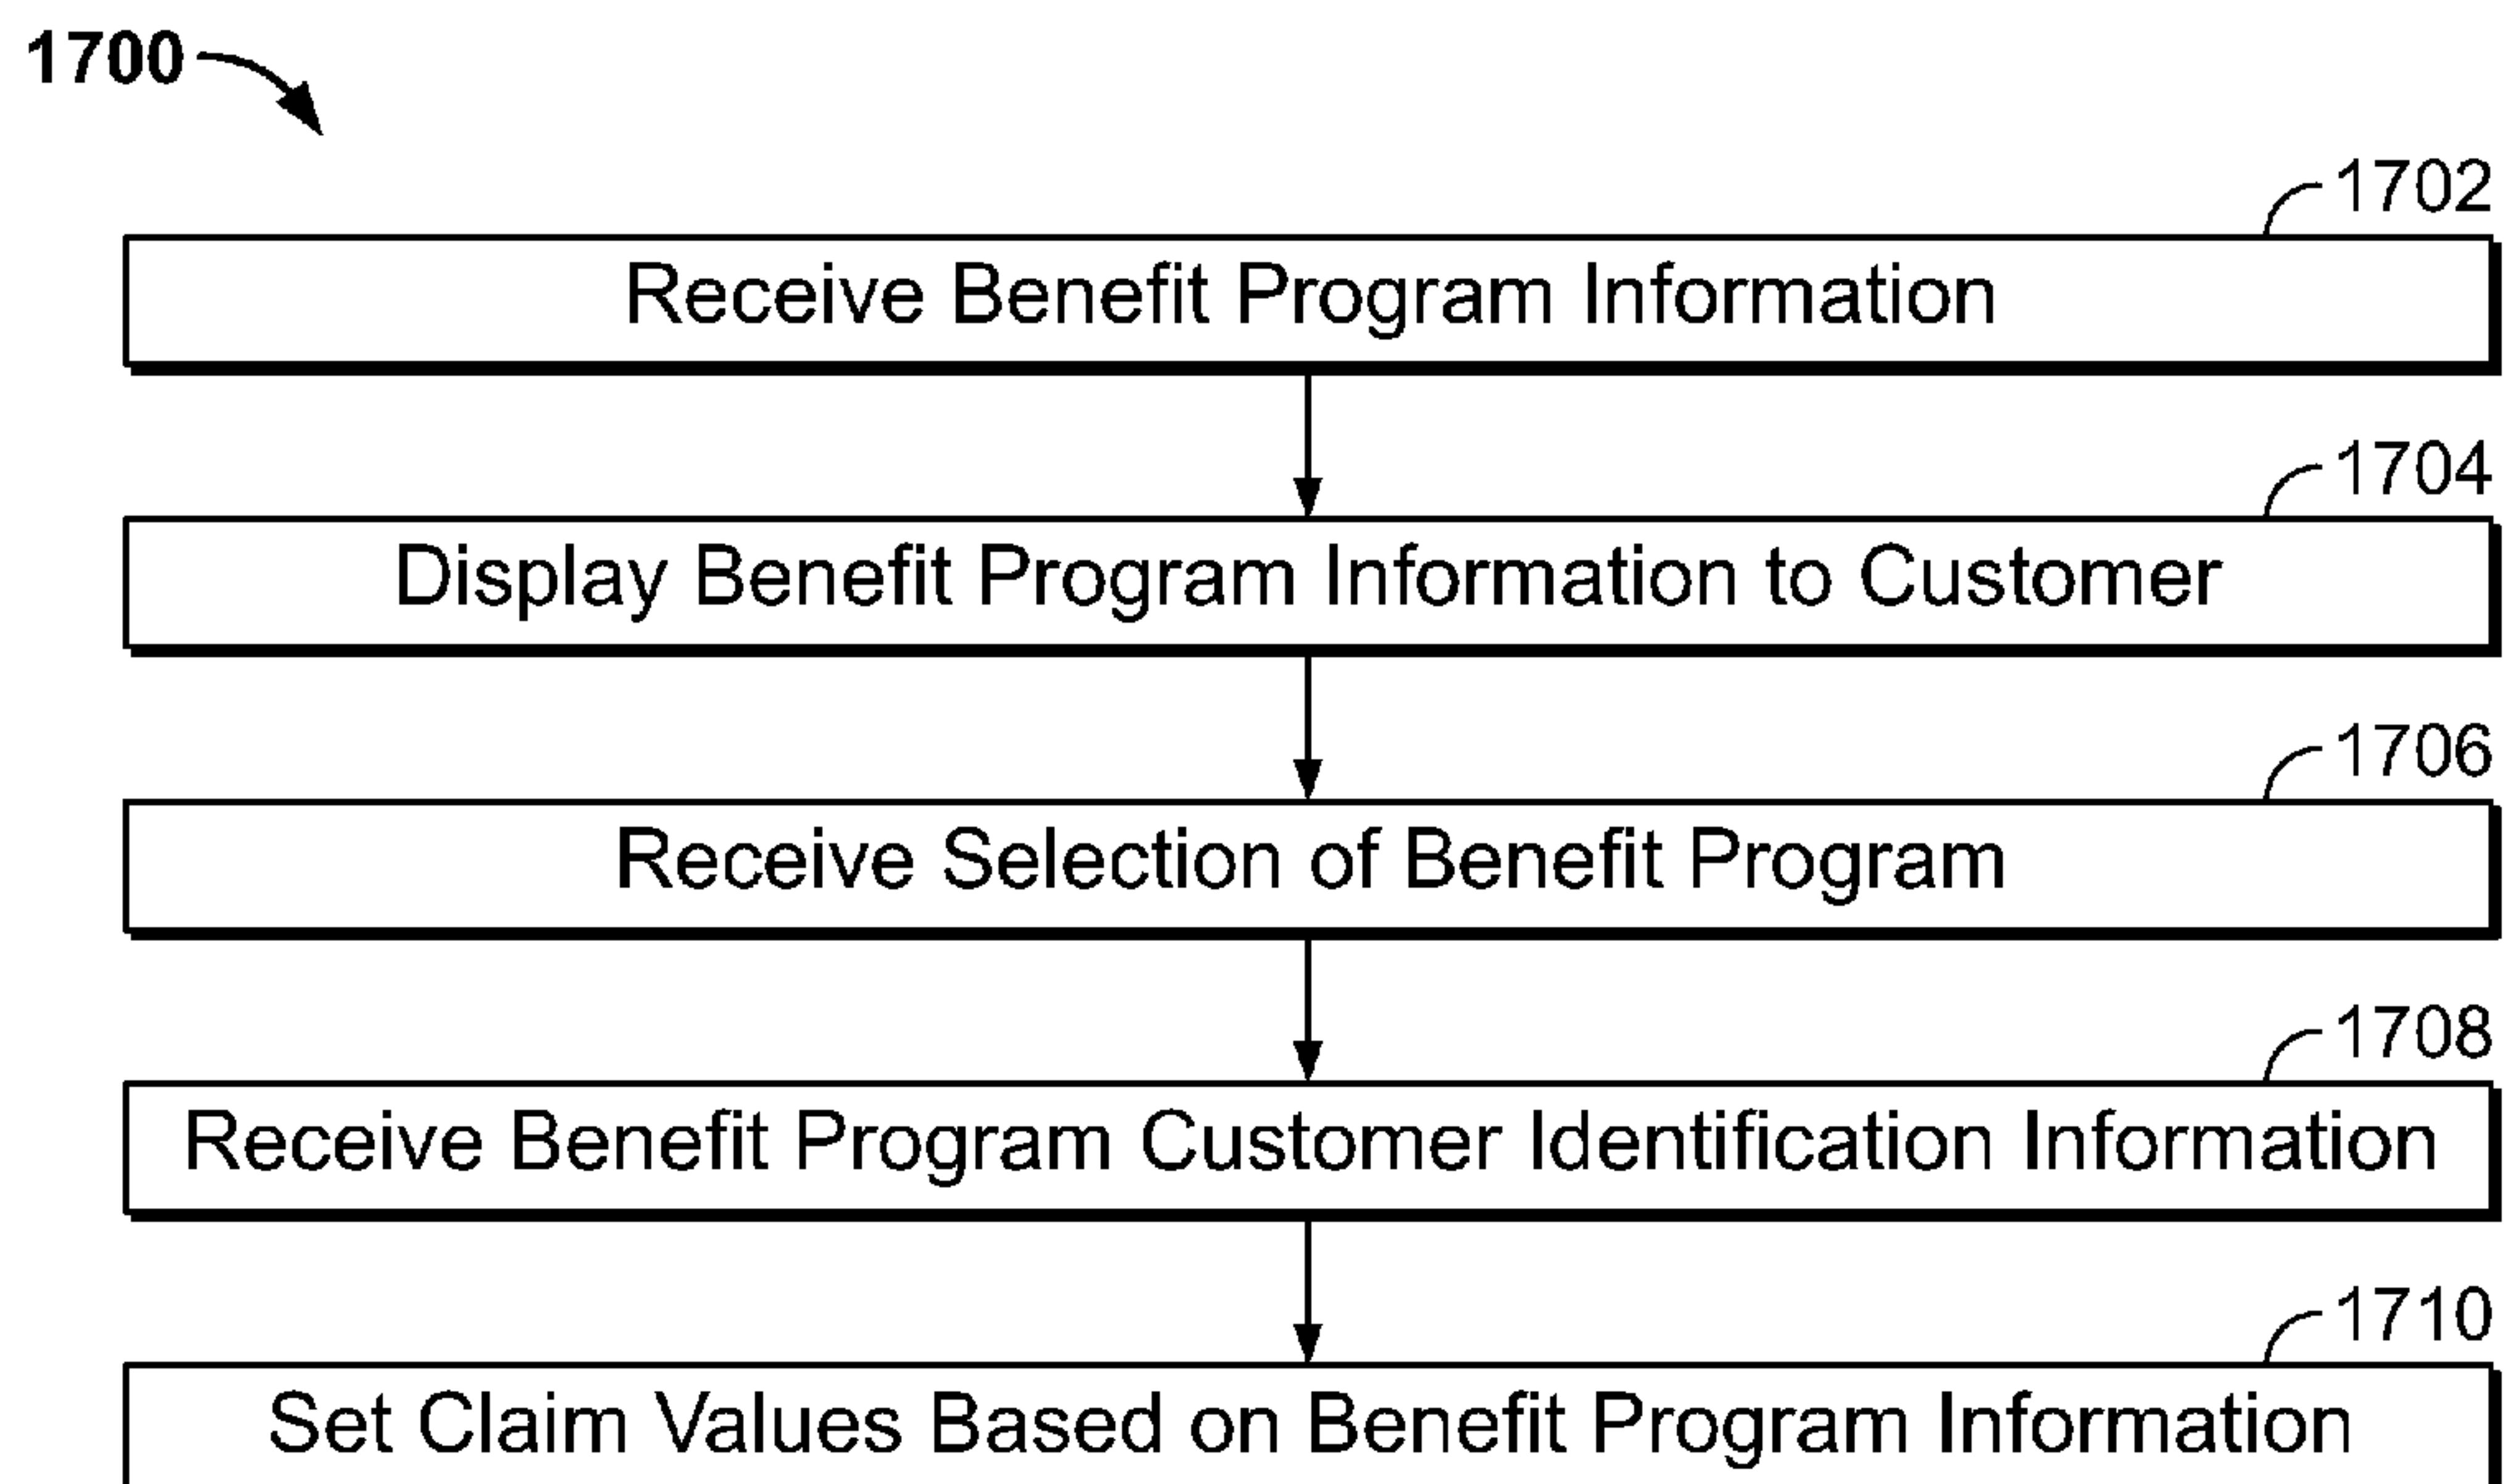 1700
1702
Receive Benefit Program Information
1704
Display Benefit Program Information to Customer
1706
Receive Selection of Benefit Program
1708
Receive Benefit Program Customer Identification Information
1710
Set Claim Values Based on Benefit Program Information